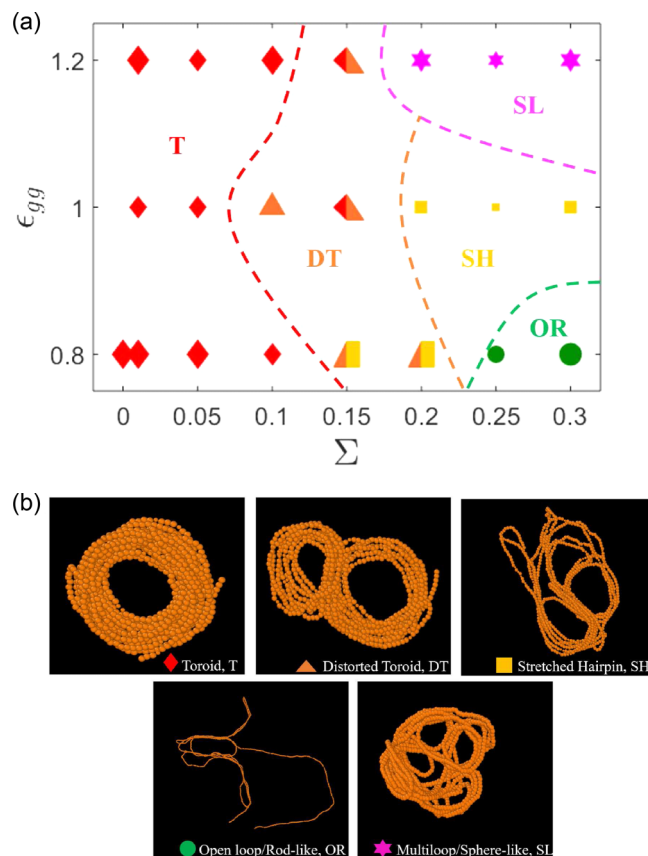 (a)
1.2
1
0.8
ϵgg
T
DT
SH
SL
OR
0 0.05 0.1 0.15 0.2 0.25 0.3
Σ
(b)
Toroid, T
Distorted Toroid, DT
Stretched Hairpin, SH
Open loop/Rod-like, OR
Multiloop/Sphere-like, SL